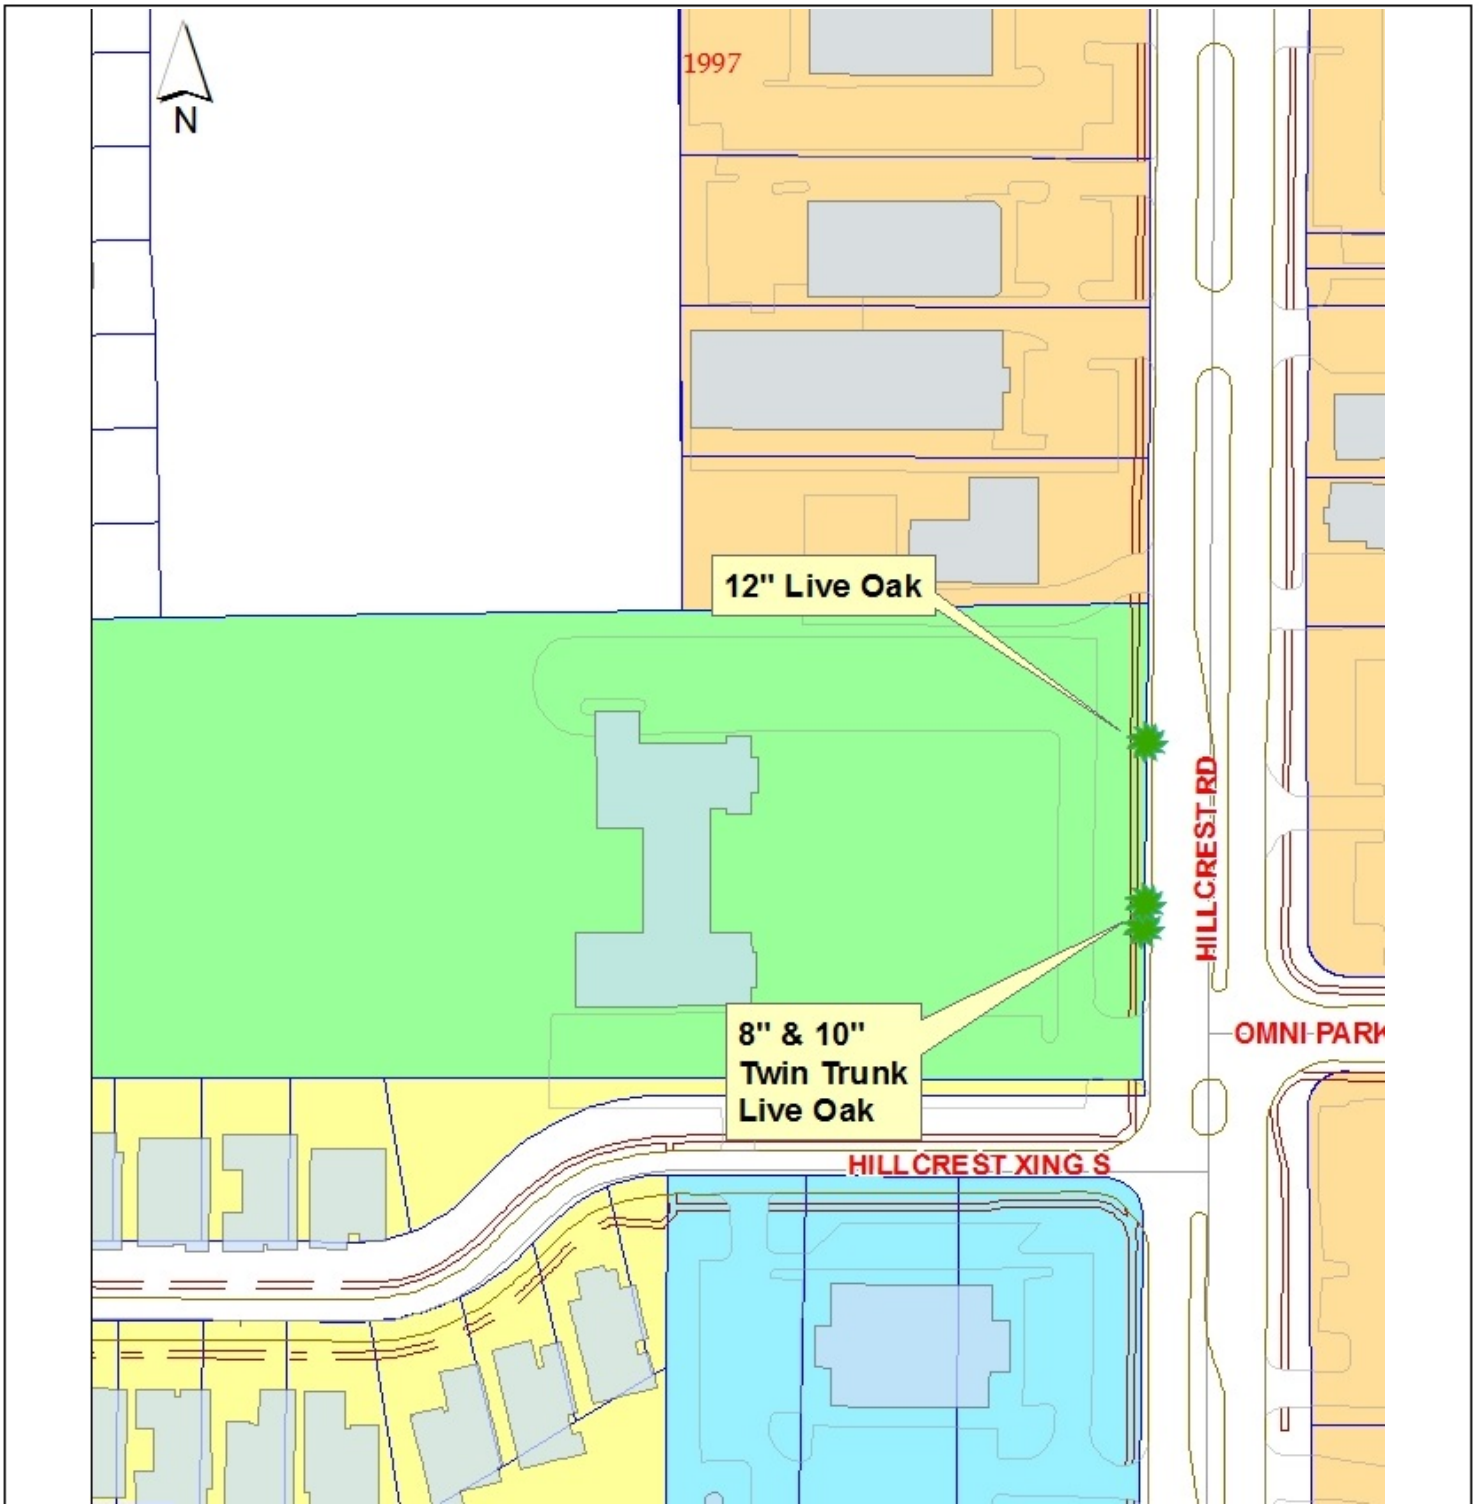 1997
N
12" Live Oak
HILLCREST RD
OMNI PARK
8" & 10"
Twin Trunk
Live Oak
HILLCREST XING S